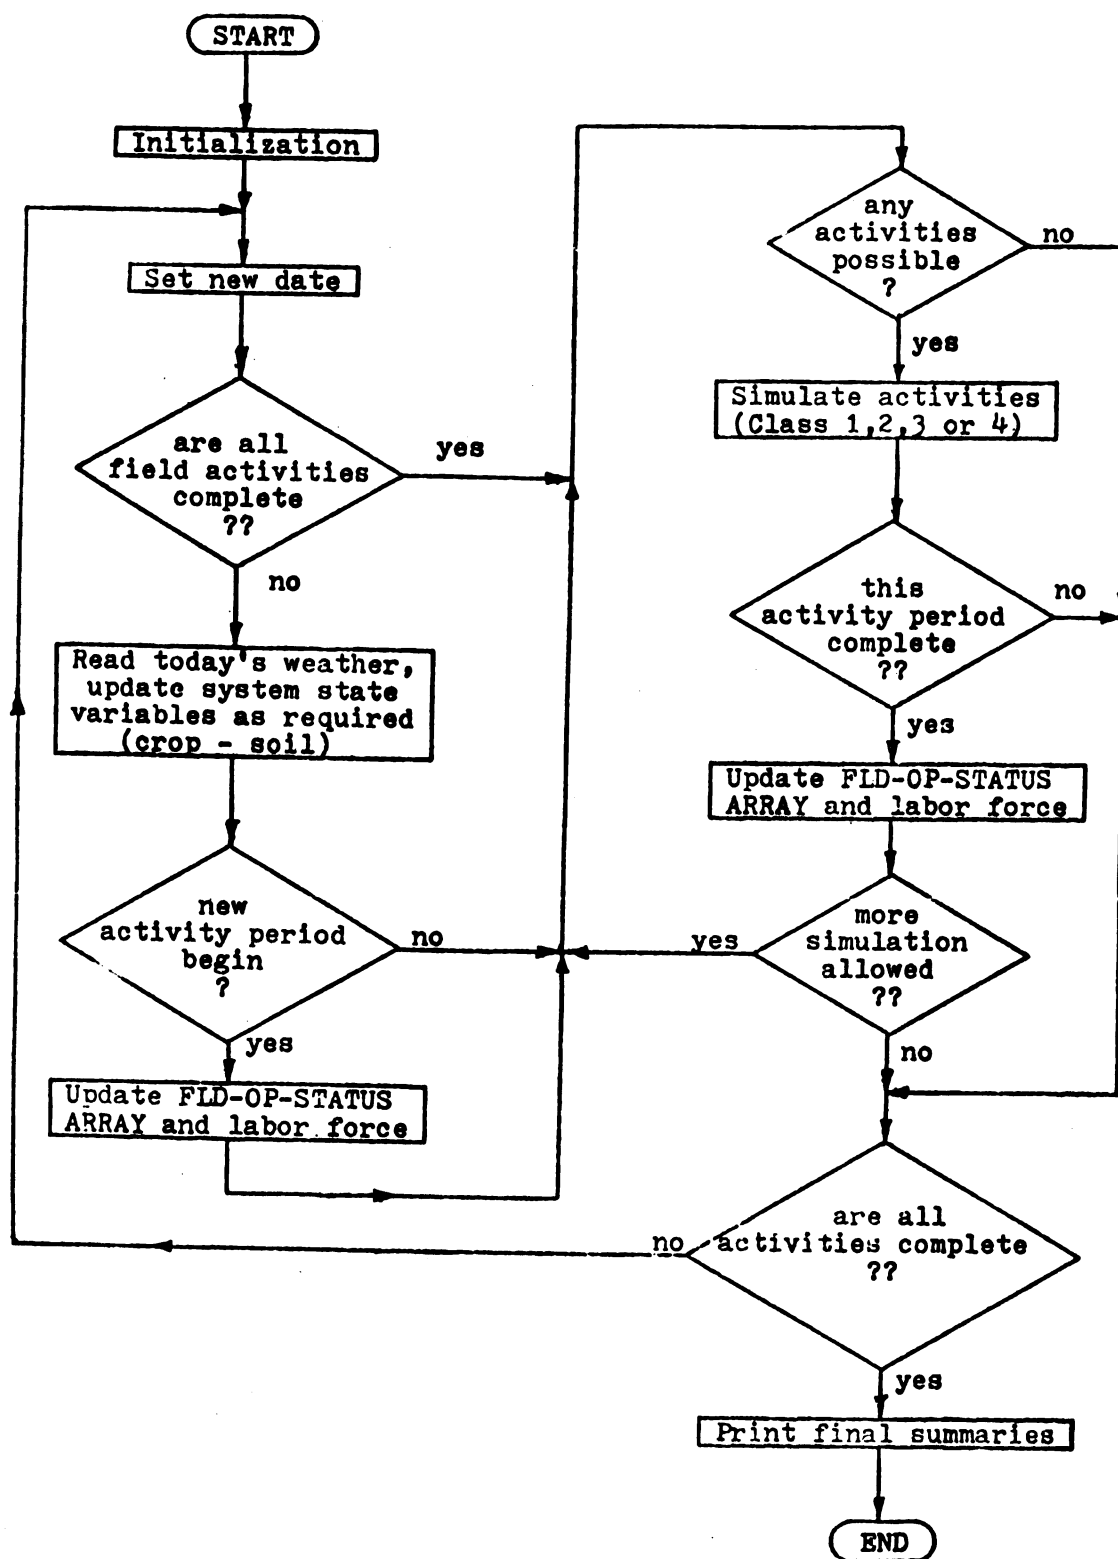 START
Initialization
Set new date
are all
field activities
complete
??
yes
no
Read today's weather,
update system state
variables as required
(crop - soil)
new
activity period
begin
?
no
yes
Update FLD-OP-STATUS
ARRAY and labor force
any
activities
possible
?
no
yes
Simulate activities
(Class 1,2,3 or 4)
this
activity period
complete
??
no
yes
Update FLD-OP-STATUS
ARRAY and labor force
more
simulation
allowed
??
yes
no
are all
activities complete
??
no
yes
Print final summaries
END